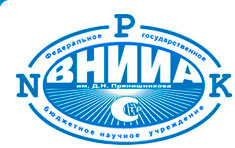 P
Федеральное государственное
N ВНИИА K
им. Д.Н. Прянишникова
бюджетное научное учреждение